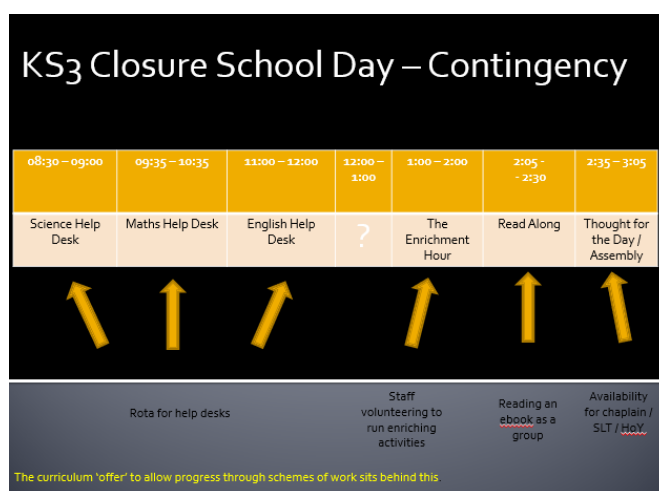 KS3 Closure School Day – Contingency
08:30 – 09:00
09:35 – 10:35
11:00 – 12:00
12:00 –
1:00
1:00 – 2:00
2:05 -
- 2:30
2:35 – 3:05
Science Help
Desk
Maths Help Desk
English Help
Desk
?
The
Enrichment
Hour
Read Along
Thought for
the Day /
Assembly
Rota for help desks
Staff
volunteering to
run enriching
activities
Reading an
ebook as a
group
Availability
for chaplain /
SLT / HoY
The curriculum 'offer' to allow progress through schemes of work sits behind this.